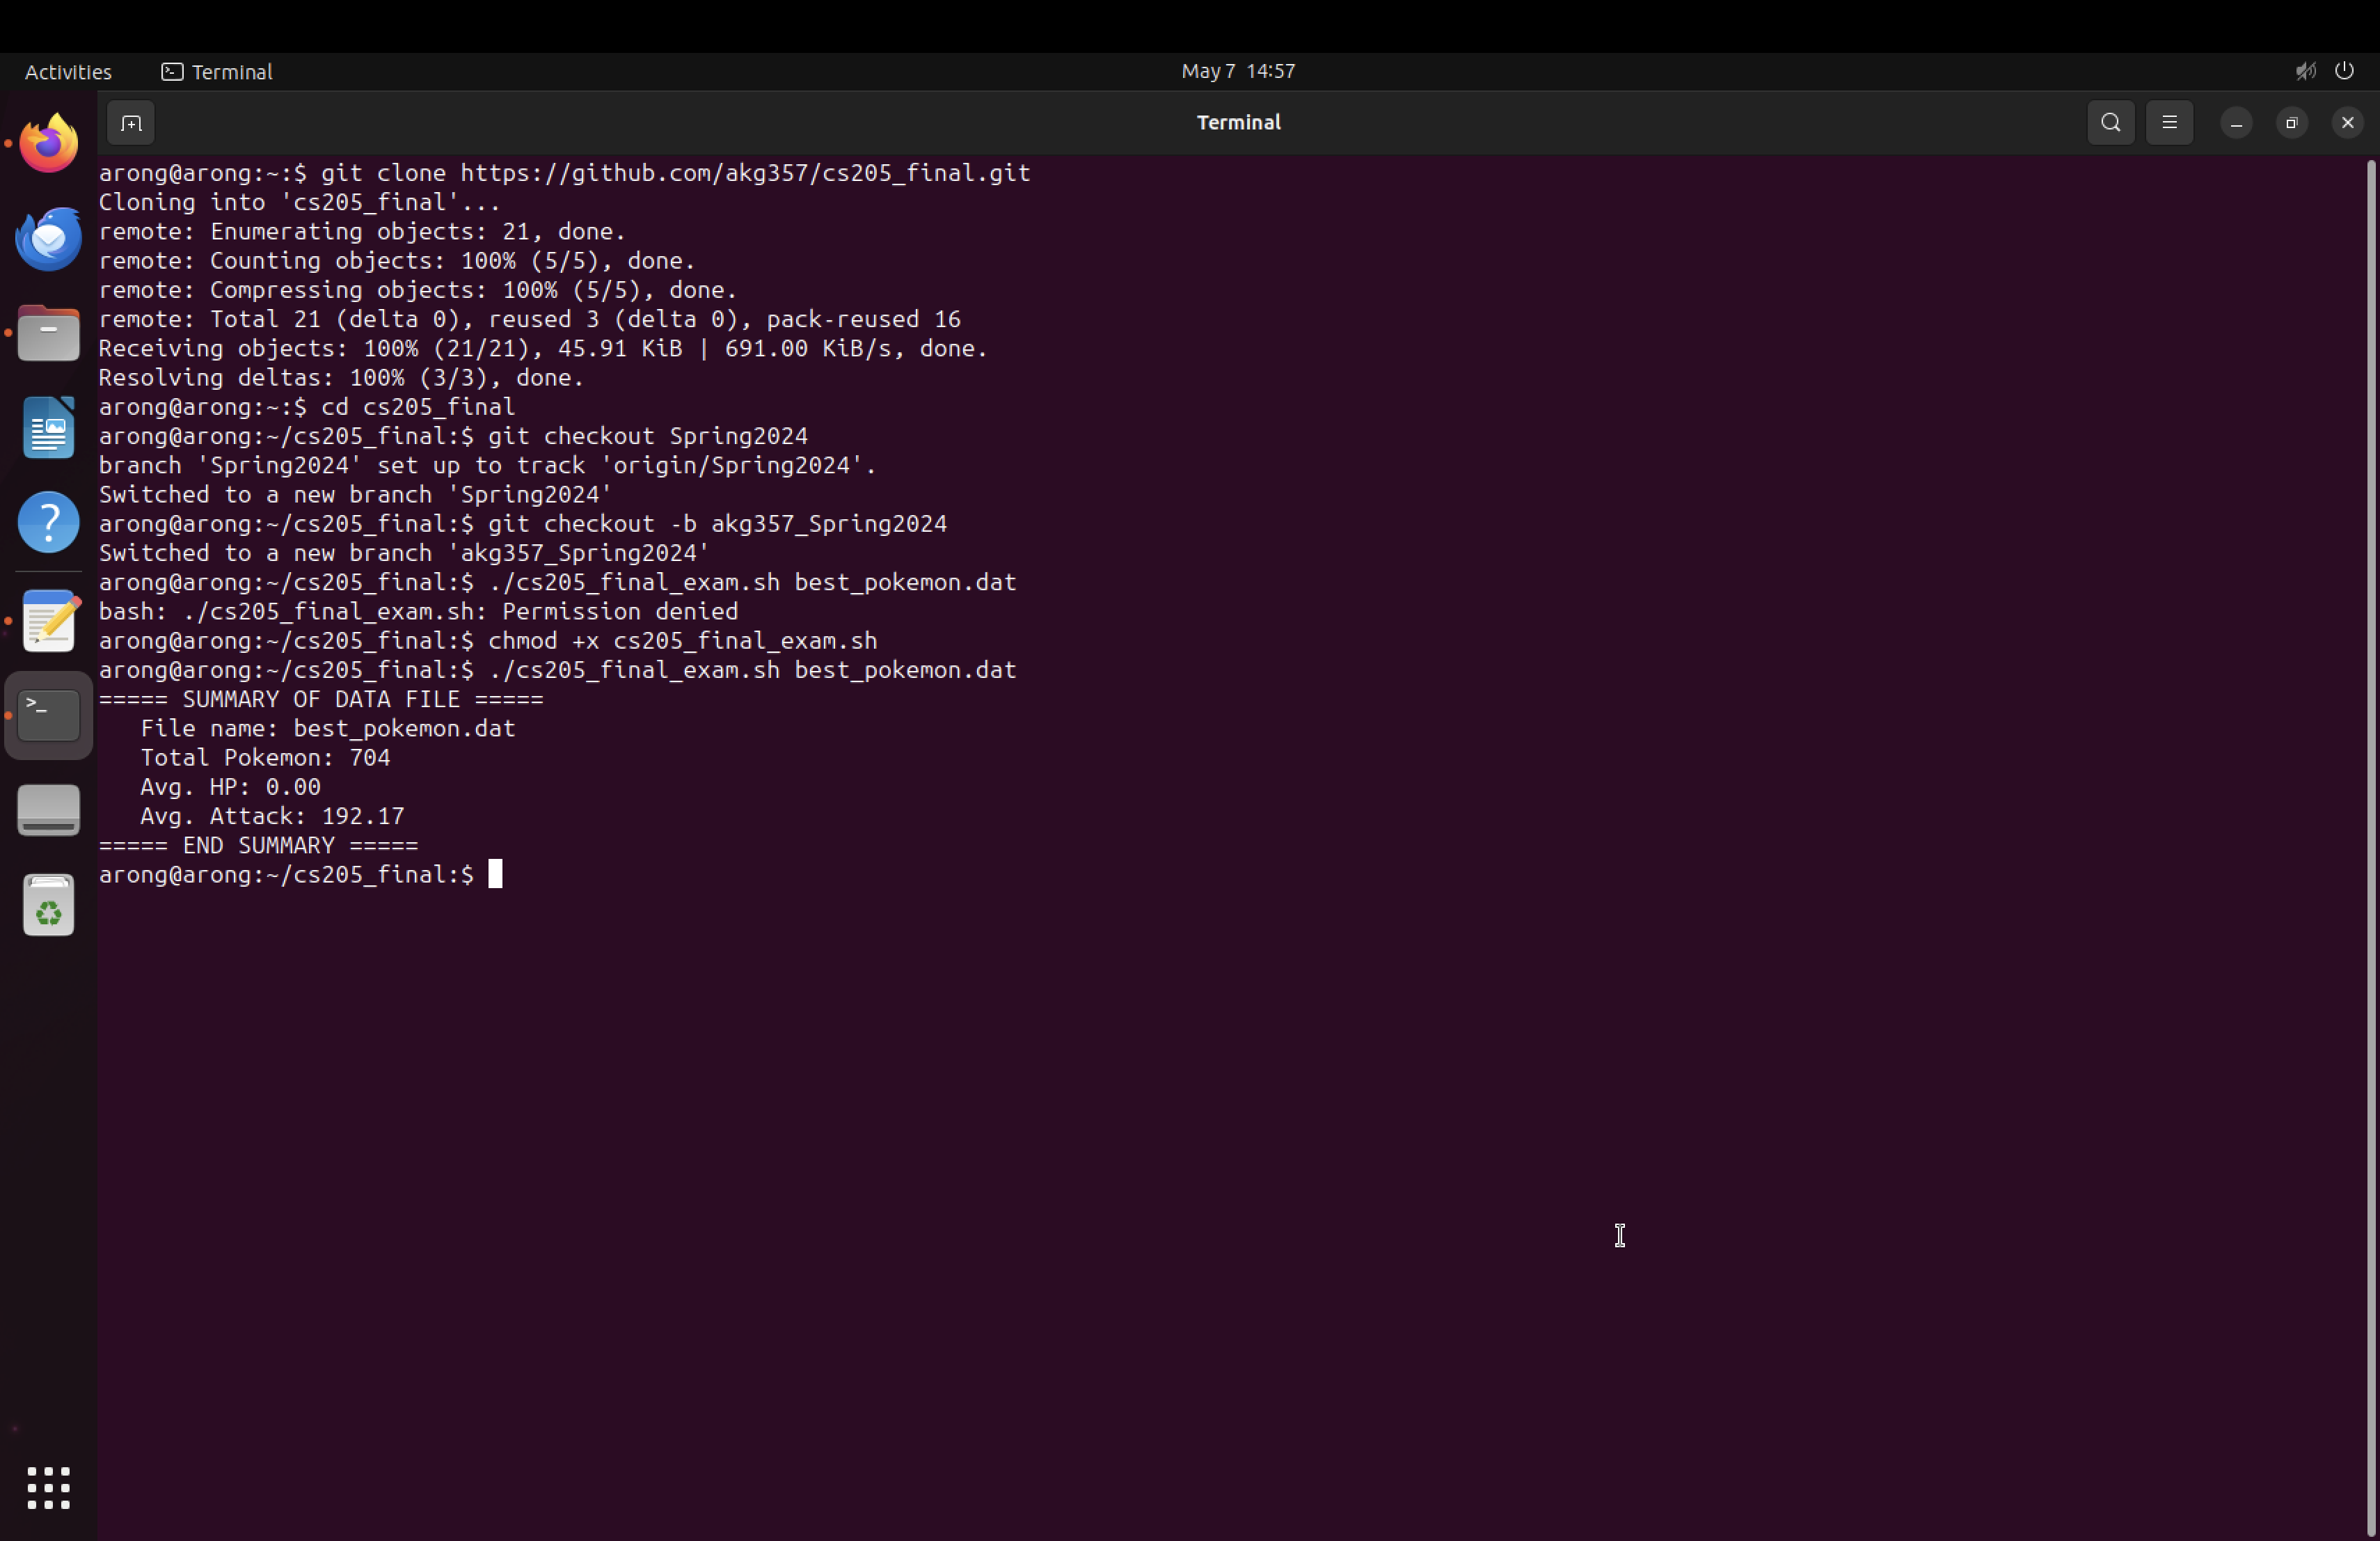 Activities Terminal May 7 14:57
Terminal
arong@arong:~:$ git clone https://github.com/akg357/cs205_final.git
Cloning into 'cs205_final'...
remote: Enumerating objects: 21, done.
remote: Counting objects: 100% (5/5), done.
remote: Compressing objects: 100% (5/5), done.
remote: Total 21 (delta 0), reused 3 (delta 0), pack-reused 16
Receiving objects: 100% (21/21), 45.91 KiB | 691.00 KiB/s, done.
Resolving deltas: 100% (3/3), done.
arong@arong:~:$ cd cs205_final
arong@arong:~/cs205_final:$ git checkout Spring2024
branch 'Spring2024' set up to track 'origin/Spring2024'.
Switched to a new branch 'Spring2024'
arong@arong:~/cs205_final:$ git checkout -b akg357_Spring2024
Switched to a new branch 'akg357_Spring2024'
arong@arong:~/cs205_final:$ ./cs205_final_exam.sh best_pokemon.dat
bash: ./cs205_final_exam.sh: Permission denied
arong@arong:~/cs205_final:$ chmod +x cs205_final_exam.sh
arong@arong:~/cs205_final:$ ./cs205_final_exam.sh best_pokemon.dat
===== SUMMARY OF DATA FILE =====
   File name: best_pokemon.dat
   Total Pokemon: 704
   Avg. HP: 0.00
   Avg. Attack: 192.17
===== END SUMMARY =====
arong@arong:~/cs205_final:$